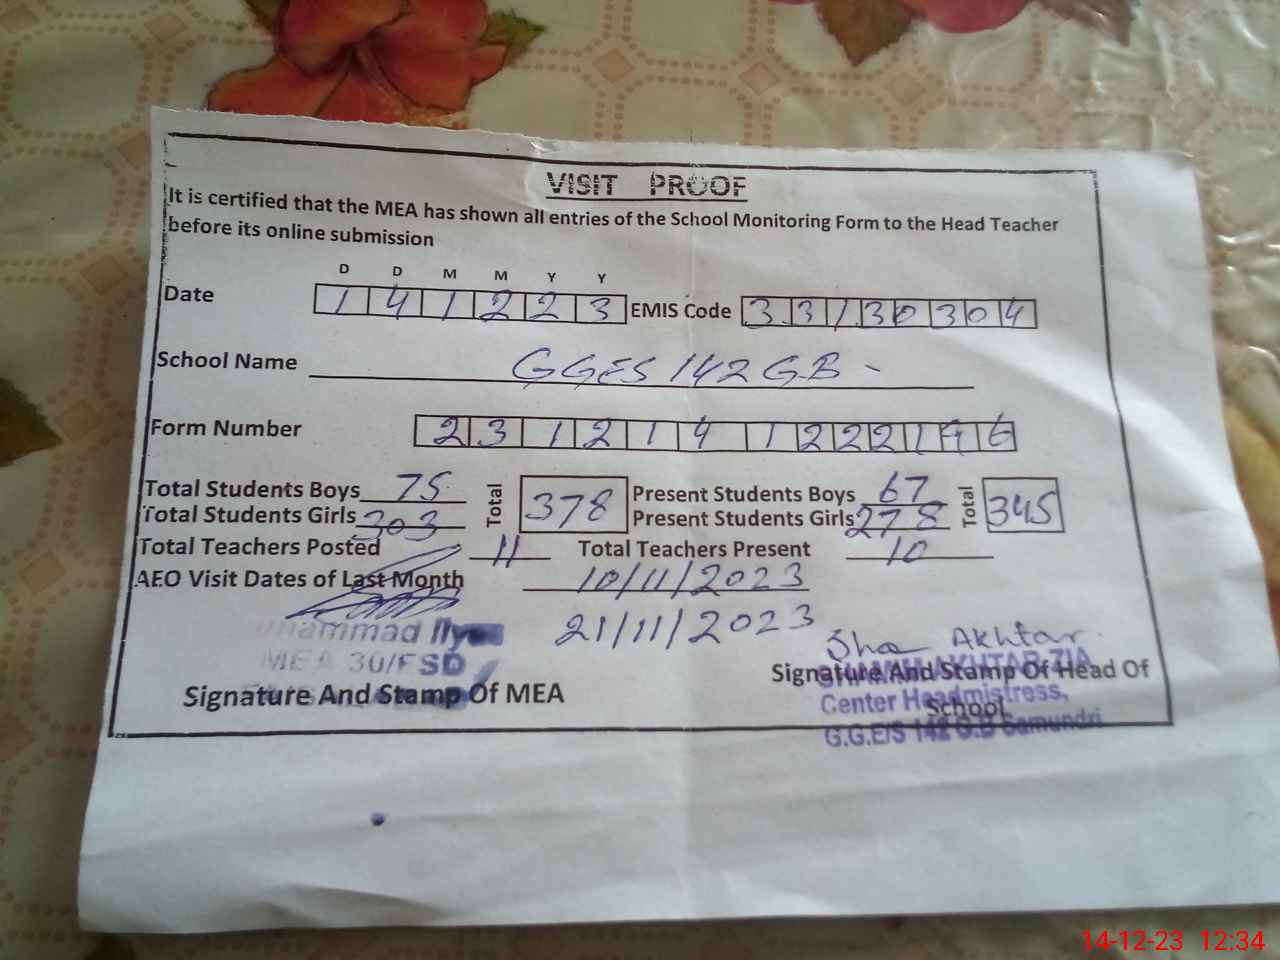 VISIT PROOF
It is certified that the MEA has shown all entries of the School Monitoring Form to the Head Teacher
before its online submission
D D M M Y Y
Date 1 4 1 2 2 3 EMIS Code 3 3 1 3 0 3 0 4
School Name GGES 142 GB -
Form Number 2 3 1 2 1 4 1 2 2 2 1
Total Students Boys 75 Total 378 Present Students Boys 67 Total 345
Total Students Girls 303 Present Students Girls 278
Total Teachers Posted 11 Total Teachers Present 10
AEO Visit Dates of Last Month 10/11/2023
21/11/2023
MEA 30/FSD
Signature And Stamp Of MEA
Sha Akhtar
AKHTAR ZIA
Signature And Stamp Of Head Of
School
Center Headmistress,
G.G.E/S 142 G.B Samundri
14-12-23 12:34